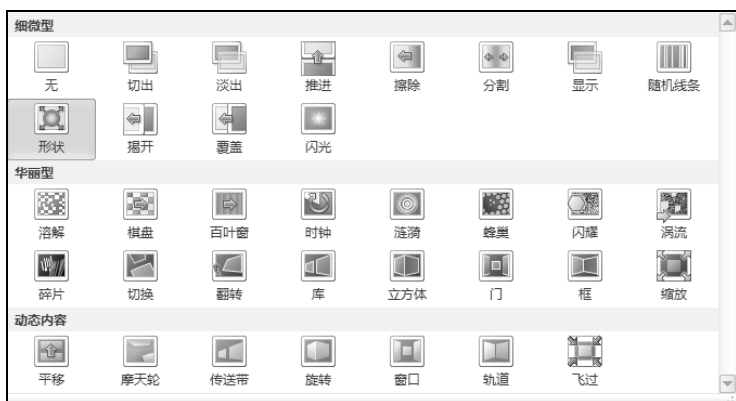 细微型
无 切出 淡出 推进 擦除 分割 显示 随机线条
形状 揭开 覆盖 闪光
华丽型
溶解 棋盘 百叶窗 时钟 涟漪 蜂巢 闪耀 涡流
碎片 切换 翻转 库 立方体 门 框 缩放
动态内容
平移 摩天轮 传送带 旋转 窗口 轨道 飞过